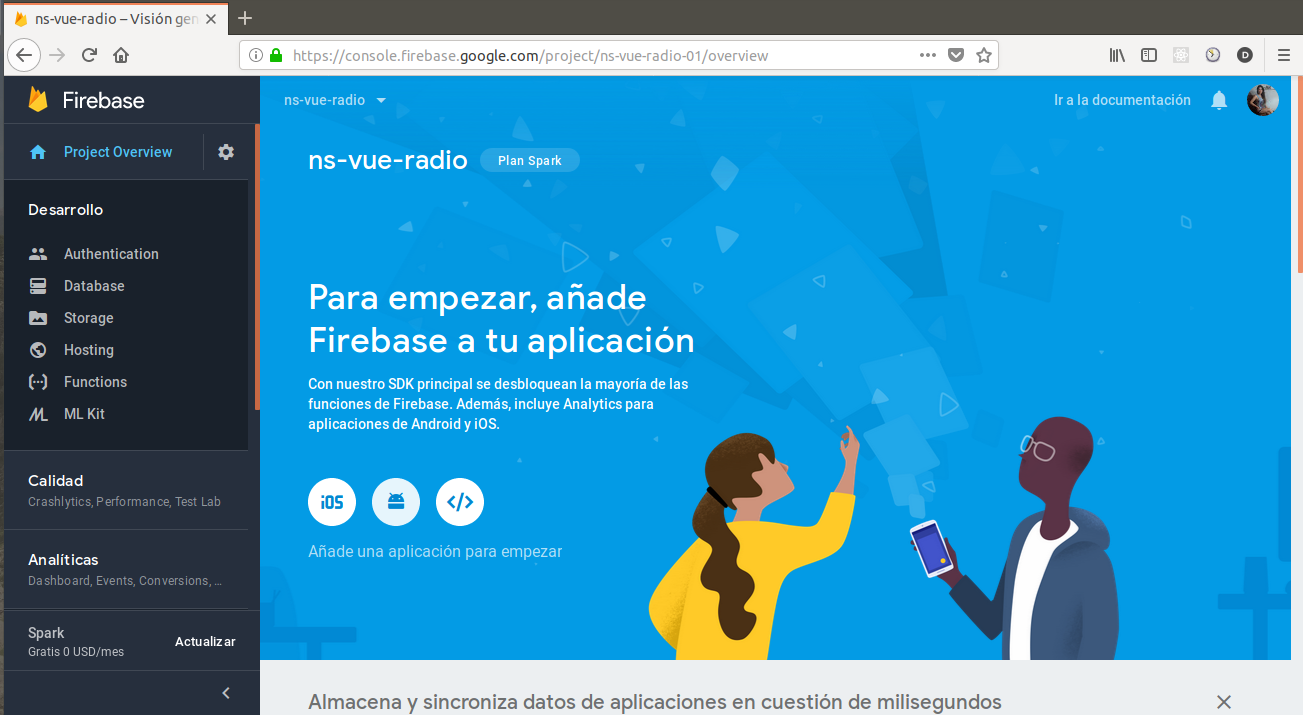 ns-vue-radio – Visión gen
https://console.firebase.google.com/project/ns-vue-radio-01/overview
D
Firebase
ns-vue-radio
Ir a la documentación
Project Overview
ns-vue-radio
Plan Spark
Desarrollo
Authentication
Database
Storage
Hosting
Functions
ML Kit
Para empezar, añade
Firebase a tu aplicación
Con nuestro SDK principal se desbloquean la mayoría de las
funciones de Firebase. Además, incluye Analytics para
aplicaciones de Android y iOS.
iOS
Añade una aplicación para empezar
Calidad
Crashlytics, Performance, Test Lab
Analíticas
Dashboard, Events, Conversions, ...
Spark
Gratis 0 USD/mes
Actualizar
Almacena y sincroniza datos de aplicaciones en cuestión de milisegundos